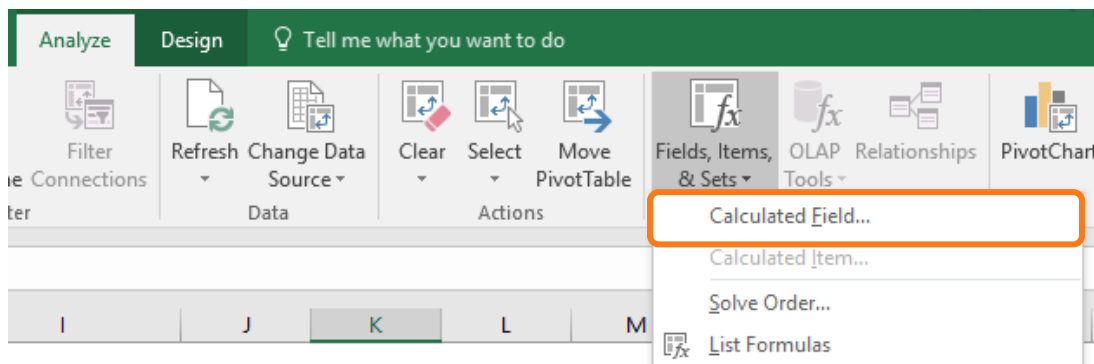 Analyze Design Tell me what you want to do
Filter Refresh Change Data Clear Select Move Fields, Items, OLAP Relationships PivotChart
Connections Source PivotTable & Sets Tools
Data Actions
Calculated Field...
Calculated Item...
Solve Order...
I J K L M
List Formulas